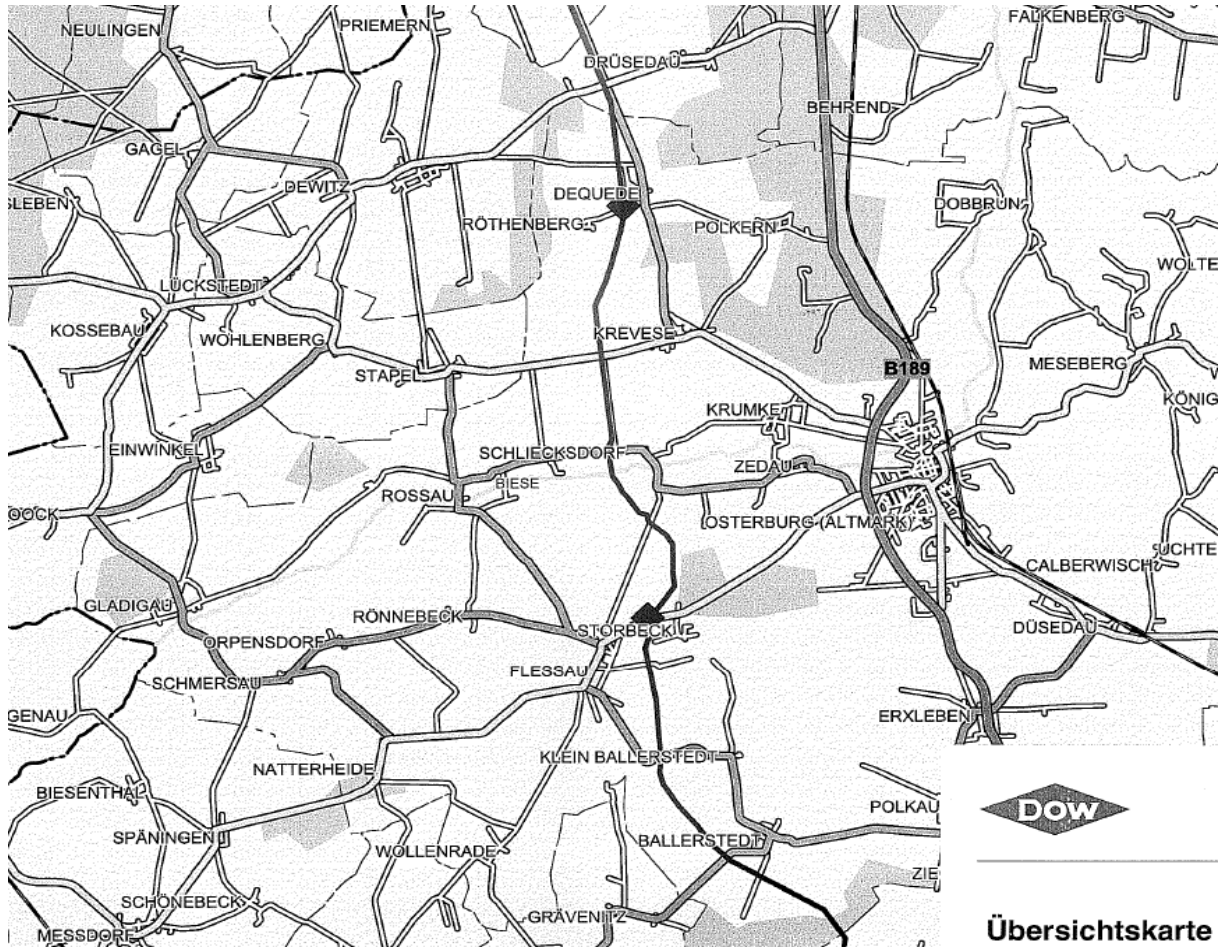 NEULINGEN
PRIEMERN
FALKENBERG
DRÜSEDAU
BEHREND
GAGEL
DEWITZ
DEQUEDE
SLEBEN
RÖTHENBERG
POLKERN
DOBBRUN
WOLTE
LÜCKSTEDT
KOSSEBAU
WOHLENBERG
KREVESE
STAPEL
B189
MESEBERG
KÖNIG
KRUMKE
EINWINKEL
SCHLIECKSDORF
ZEDAU
BIESE
ROSSAU
OOCK
OSTERBURG (ALTMARK)
UCHTE
CALBERWISCH
GLADIGAU
RÖNNEBECK
STORBECK
DÜSEDAU
ORPENSDORF
FLESSAU
SCHMERSAU
GENAU
ERXLEBEN
KLEIN BALLERSTEDT
NATTERHEIDE
BIESENTHAL
POLKAU
DOW
SPÄNINGEN
BALLERSTEDT
WOLLENRADE
ZIE
SCHÖNEBECK
GRÄVENITZ
MESSDORF
Übersichtskarte